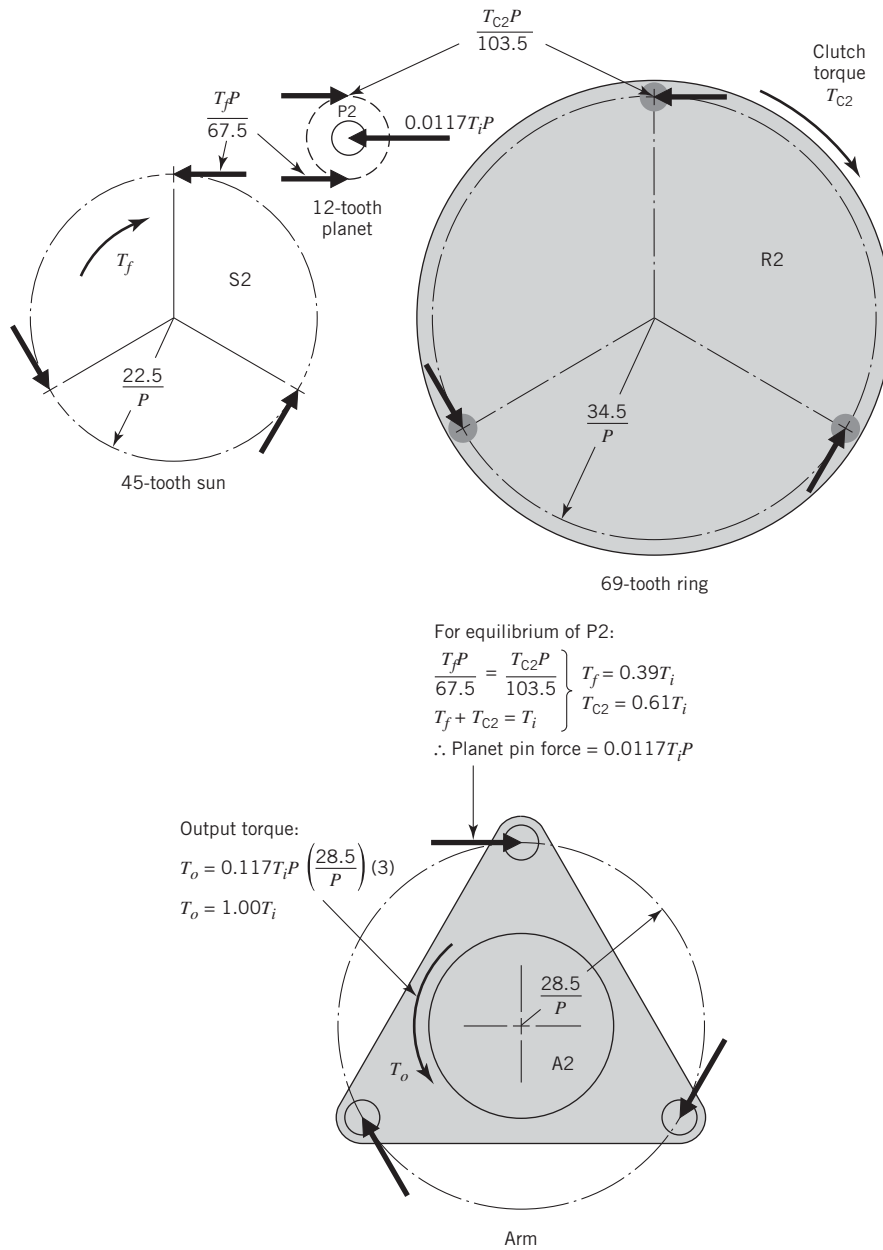 T_C2 P / 103.5
Clutch
torque
T_C2
T_f P / 67.5
P2
0.0117T_i P
12-tooth
planet
T_f
S2
R2
22.5 / P
34.5 / P
45-tooth sun
69-tooth ring
For equilibrium of P2:
T_f P / 67.5 = T_C2 P / 103.5
T_f + T_C2 = T_i
} T_f = 0.39T_i
T_C2 = 0.61T_i
∴ Planet pin force = 0.0117T_i P
Output torque:
T_o = 0.117T_i P (28.5 / P) (3)
T_o = 1.00T_i
28.5 / P
A2
T_o
Arm